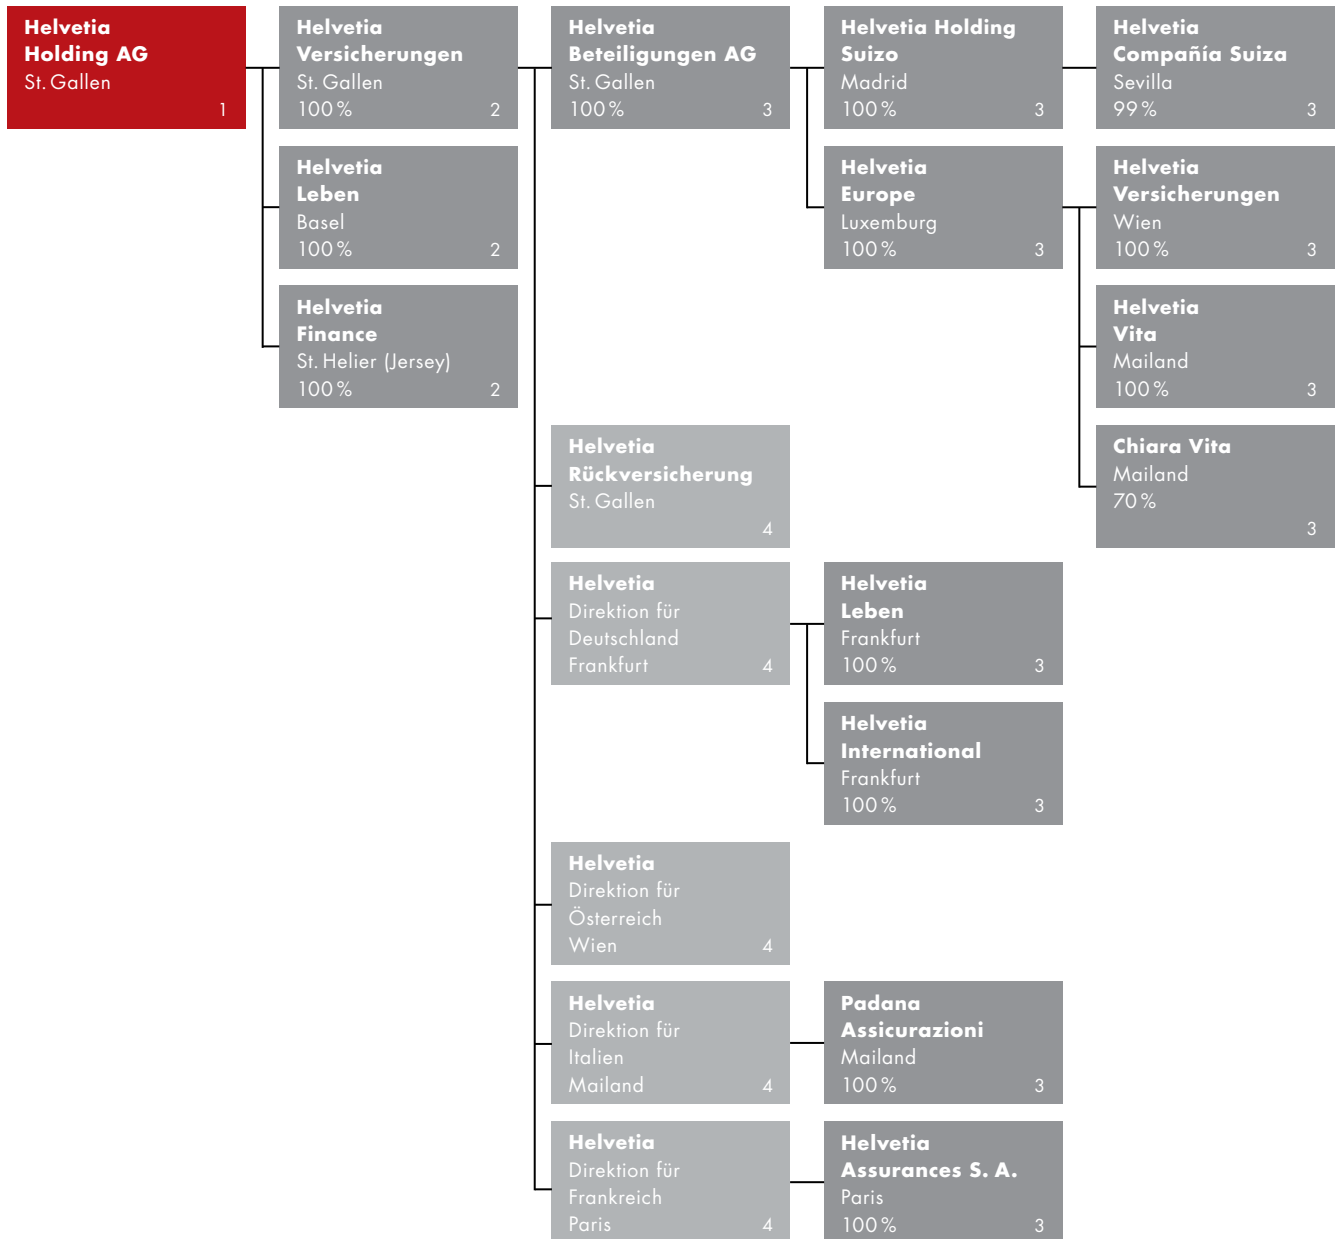 Helvetia
Holding AG
St. Gallen
1
Helvetia
Versicherungen
St. Gallen
100 % 2
Helvetia
Beteiligungen AG
St. Gallen
100 % 3
Helvetia Holding
Suizo
Madrid
100 % 3
Helvetia
Compañía Suiza
Sevilla
99 % 3
Helvetia
Leben
Basel
100 % 2
Helvetia
Europe
Luxemburg
100 % 3
Helvetia
Versicherungen
Wien
100 % 3
Helvetia
Finance
St. Helier (Jersey)
100 % 2
Helvetia
Vita
Mailand
100 % 3
Helvetia
Rückversicherung
St. Gallen
4
Chiara Vita
Mailand
70 %
3
Helvetia
Direktion für
Deutschland
Frankfurt 4
Helvetia
Leben
Frankfurt
100 % 3
Helvetia
International
Frankfurt
100 % 3
Helvetia
Direktion für
Österreich
Wien 4
Helvetia
Direktion für
Italien
Mailand 4
Padana
Assicurazioni
Mailand
100 % 3
Helvetia
Direktion für
Frankreich
Paris 4
Helvetia
Assurances S. A.
Paris
100 % 3